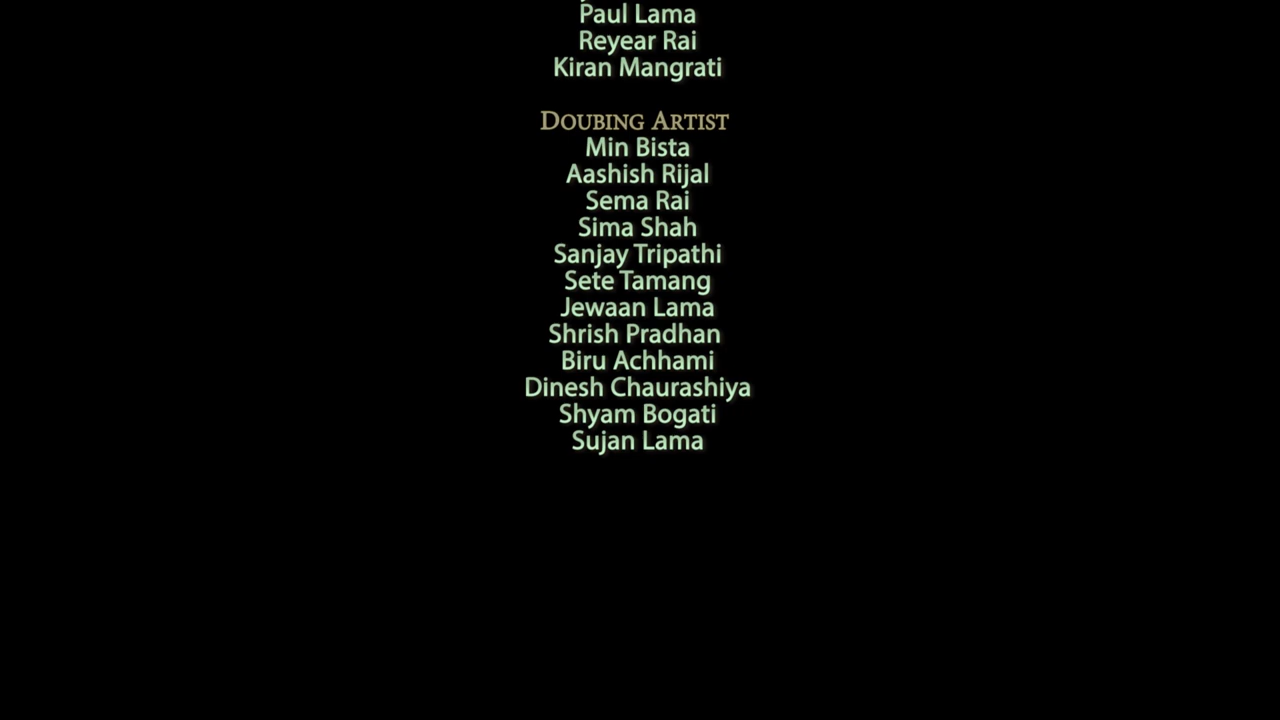 Paul Lama
Reyear Rai
Kiran Mangrati
Doubing Artist
Min Bista
Aashish Rijal
Sema Rai
Sima Shah
Sanjay Tripathi
Sete Tamang
Jewaan Lama
Shrish Pradhan
Biru Achhami
Dinesh Chaurashiya
Shyam Bogati
Sujan Lama